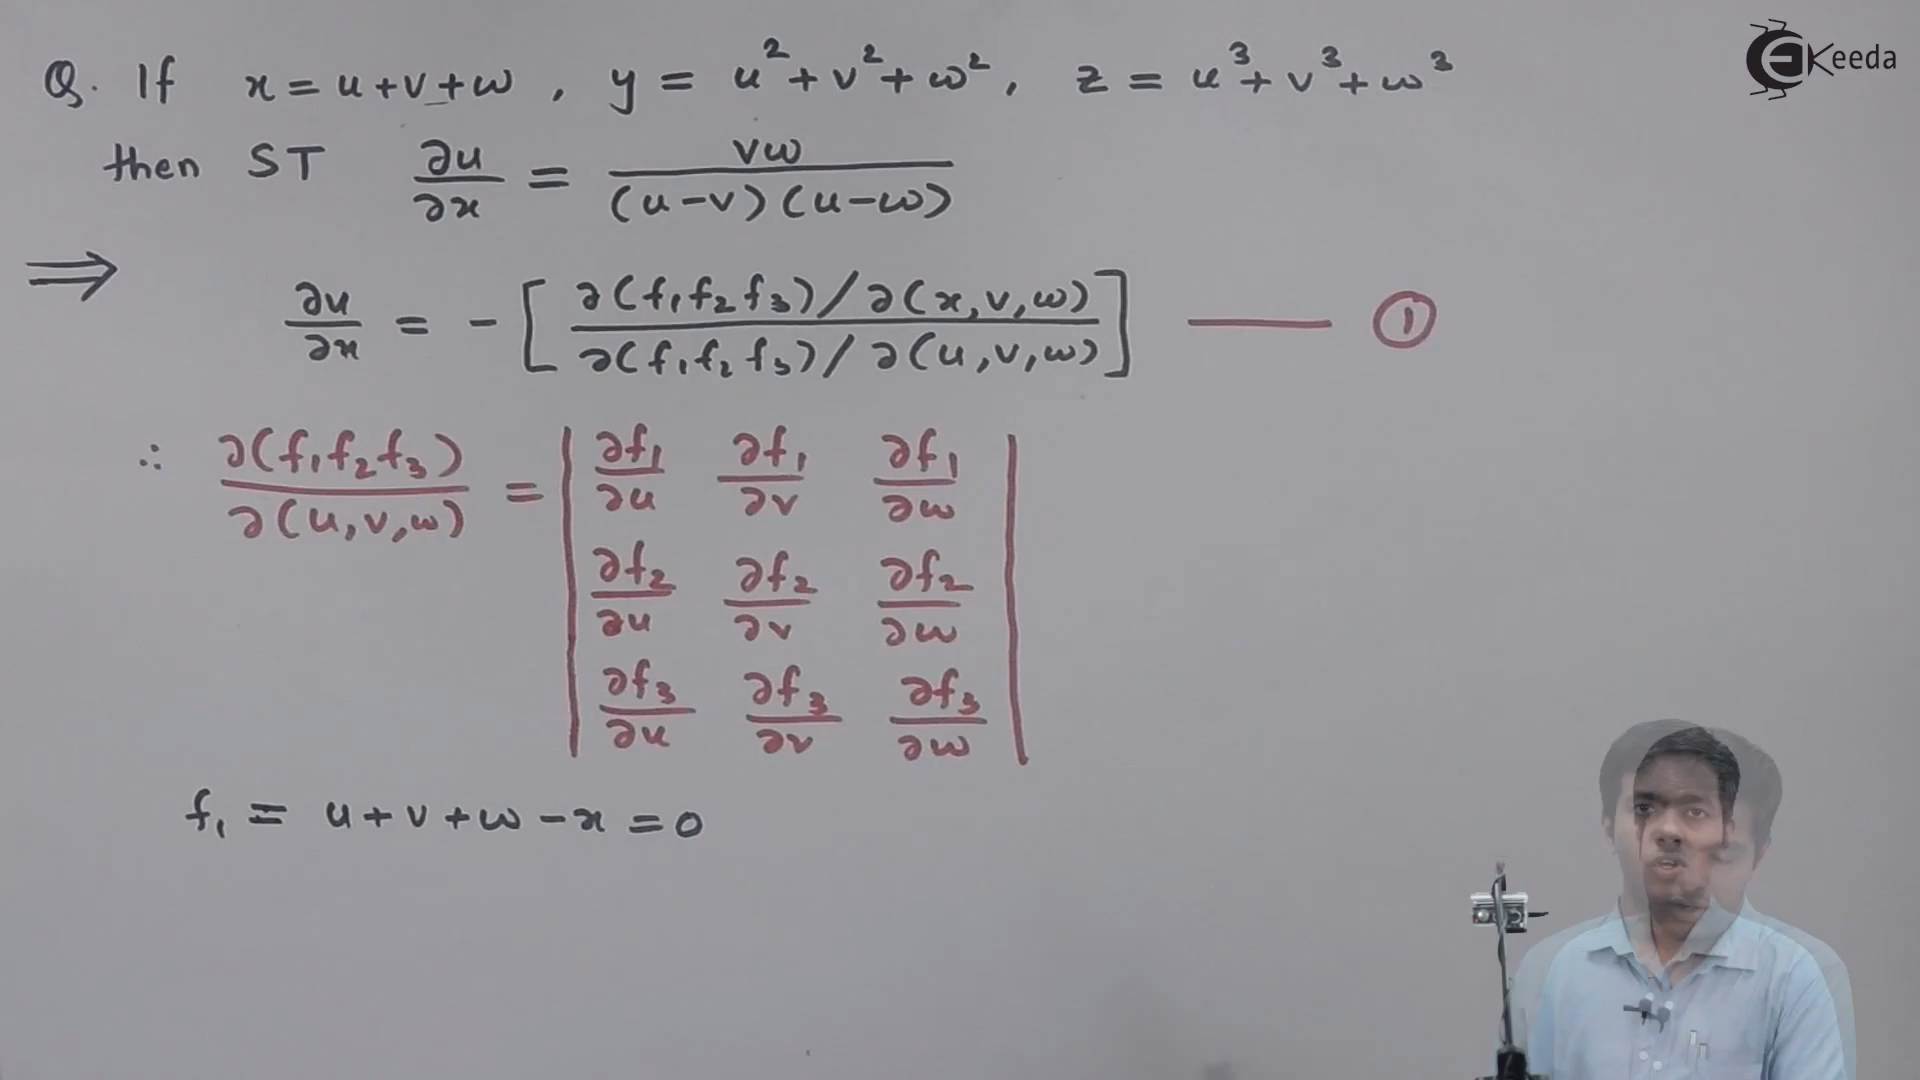 Q. If x = u+v+w , y = u²+v²+w², z = u³+v³+w³
then ST ∂u/∂x = vw/(u-v)(u-w)
⇒ ∂u/∂x = -[∂(f₁f₂f₃)/∂(x,v,w) / ∂(f₁f₂f₃)/∂(u,v,w)] —— ①
∴ ∂(f₁f₂f₃)/∂(u,v,w) = | ∂f₁/∂u ∂f₁/∂v ∂f₁/∂w |
| ∂f₂/∂u ∂f₂/∂v ∂f₂/∂w |
| ∂f₃/∂u ∂f₃/∂v ∂f₃/∂w |
f₁ = u+v+w-x=0
Ekeeda